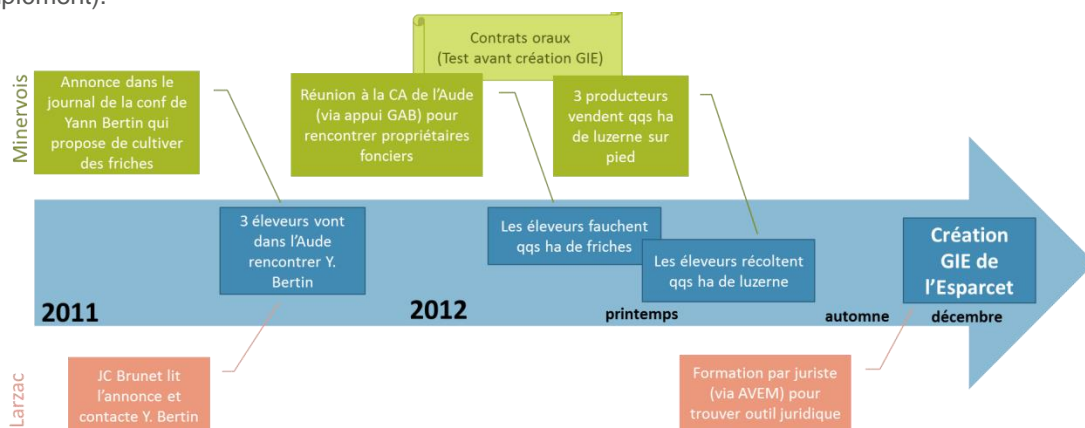 plément).
Contrats oraux
(Test avant création GIE)
Minervois
Annonce dans le
journal de la conf de
Yann Bertin qui
propose de cultiver
des friches
Réunion à la CA de l'Aude
(via appui GAB) pour
rencontrer propriétaires
fonciers
3 producteurs
vendent qqs ha
de luzerne sur
pied
3 éleveurs vont
dans l'Aude
rencontrer Y.
Bertin
Les éleveurs fauchent
qqs ha de friches
Les éleveurs récoltent
qqs ha de luzerne
Création
GIE de
l'Esparcet
2011
2012
printemps
automne
décembre
Larzac
JC Brunet lit
l'annonce et
contacte Y. Bertin
Formation par juriste
(via AVEM) pour
trouver outil juridique